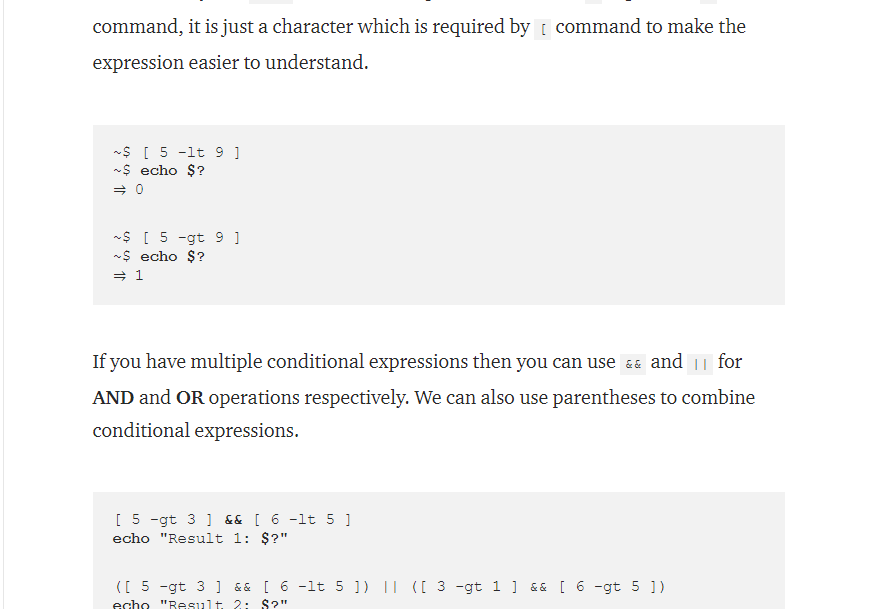 command, it is just a character which is required by [ command to make the
expression easier to understand.
~$ [ 5 -lt 9 ]
~$ echo $?
⇒ 0
~$ [ 5 -gt 9 ]
~$ echo $?
⇒ 1
If you have multiple conditional expressions then you can use && and || for
AND and OR operations respectively. We can also use parentheses to combine
conditional expressions.
[ 5 -gt 3 ] && [ 6 -lt 5 ]
echo "Result 1: $?"
([ 5 -gt 3 ] && [ 6 -lt 5 ]) || ([ 3 -gt 1 ] && [ 6 -gt 5 ])
echo "Result 2: $?"